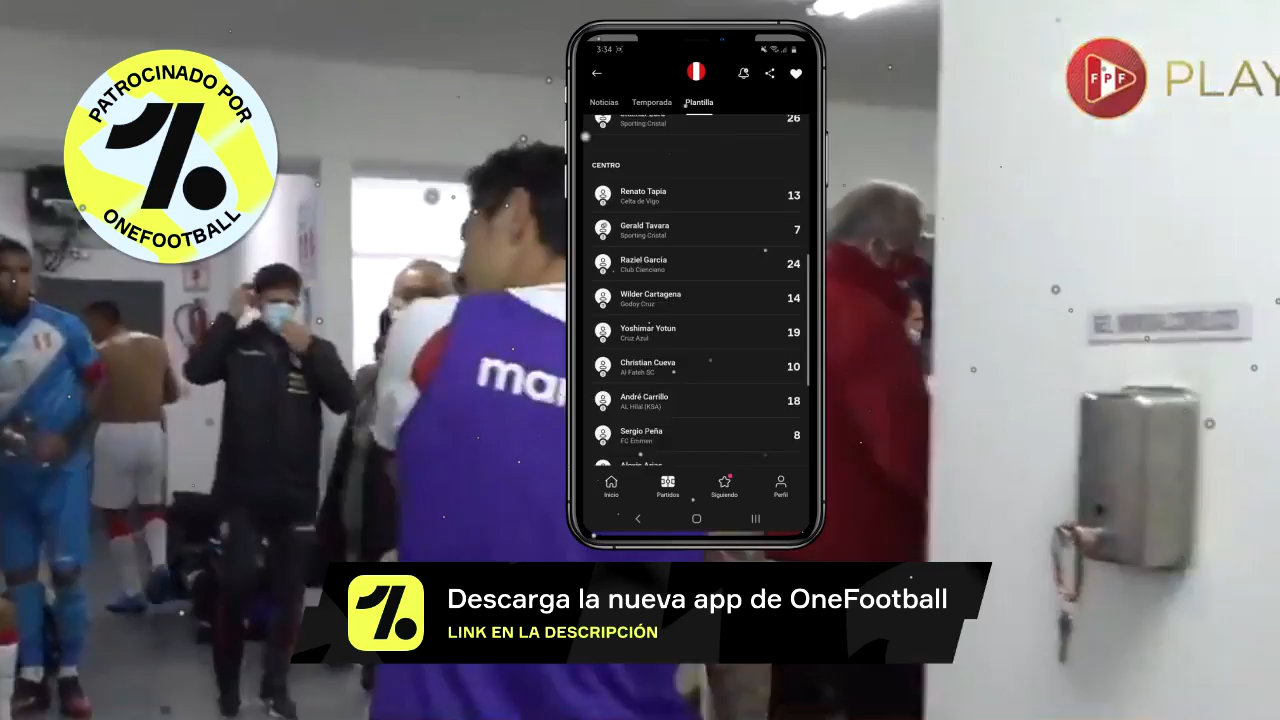 PATROCINADO POR
ONEFOOTBALL
3:34
Noticias Temporada Plantilla
Sporting Cristal
26
CENTRO
Renato Tapia
Celta de Vigo
13
Gerald Tavara
Sporting Cristal
7
Raziel García
Club Cienciano
24
Wilder Cartagena
Godoy Cruz
14
Yoshimar Yotun
Cruz Azul
19
Christian Cueva
Al Fateh SC
10
André Carrillo
AL Hilal (KSA)
18
Sergio Peña
FC Emmen
8
Inicio Partidos Siguiendo Perfil
FPF PLAY
Descarga la nueva app de OneFootball
LINK EN LA DESCRIPCIÓN